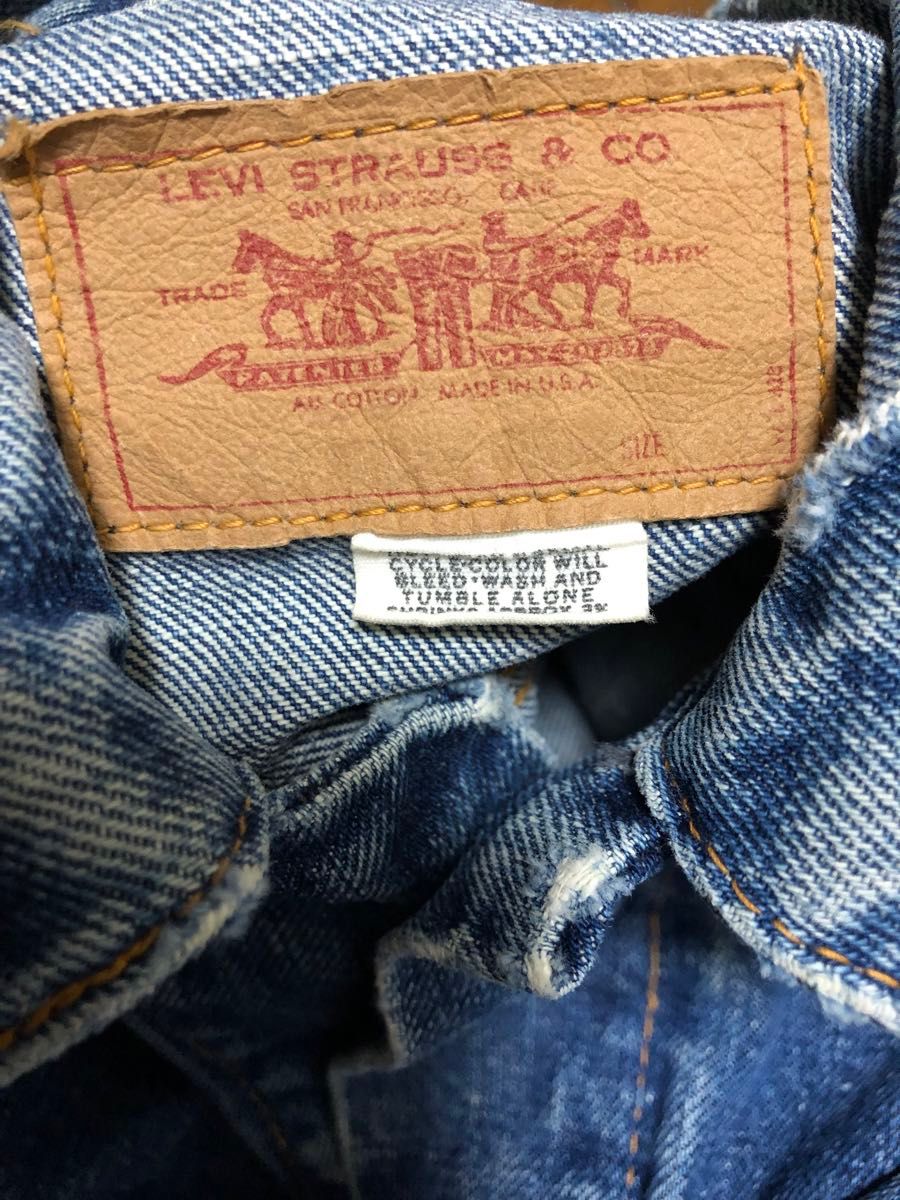 LEVI STRAUSS & CO.
SAN FRANCISCO, CALIF.
TRADE MARK
ALL COTTON MADE IN U.S.A.
SIZE
CYCLE•COLOR WILL
BLEED•WASH AND
TUMBLE ALONE